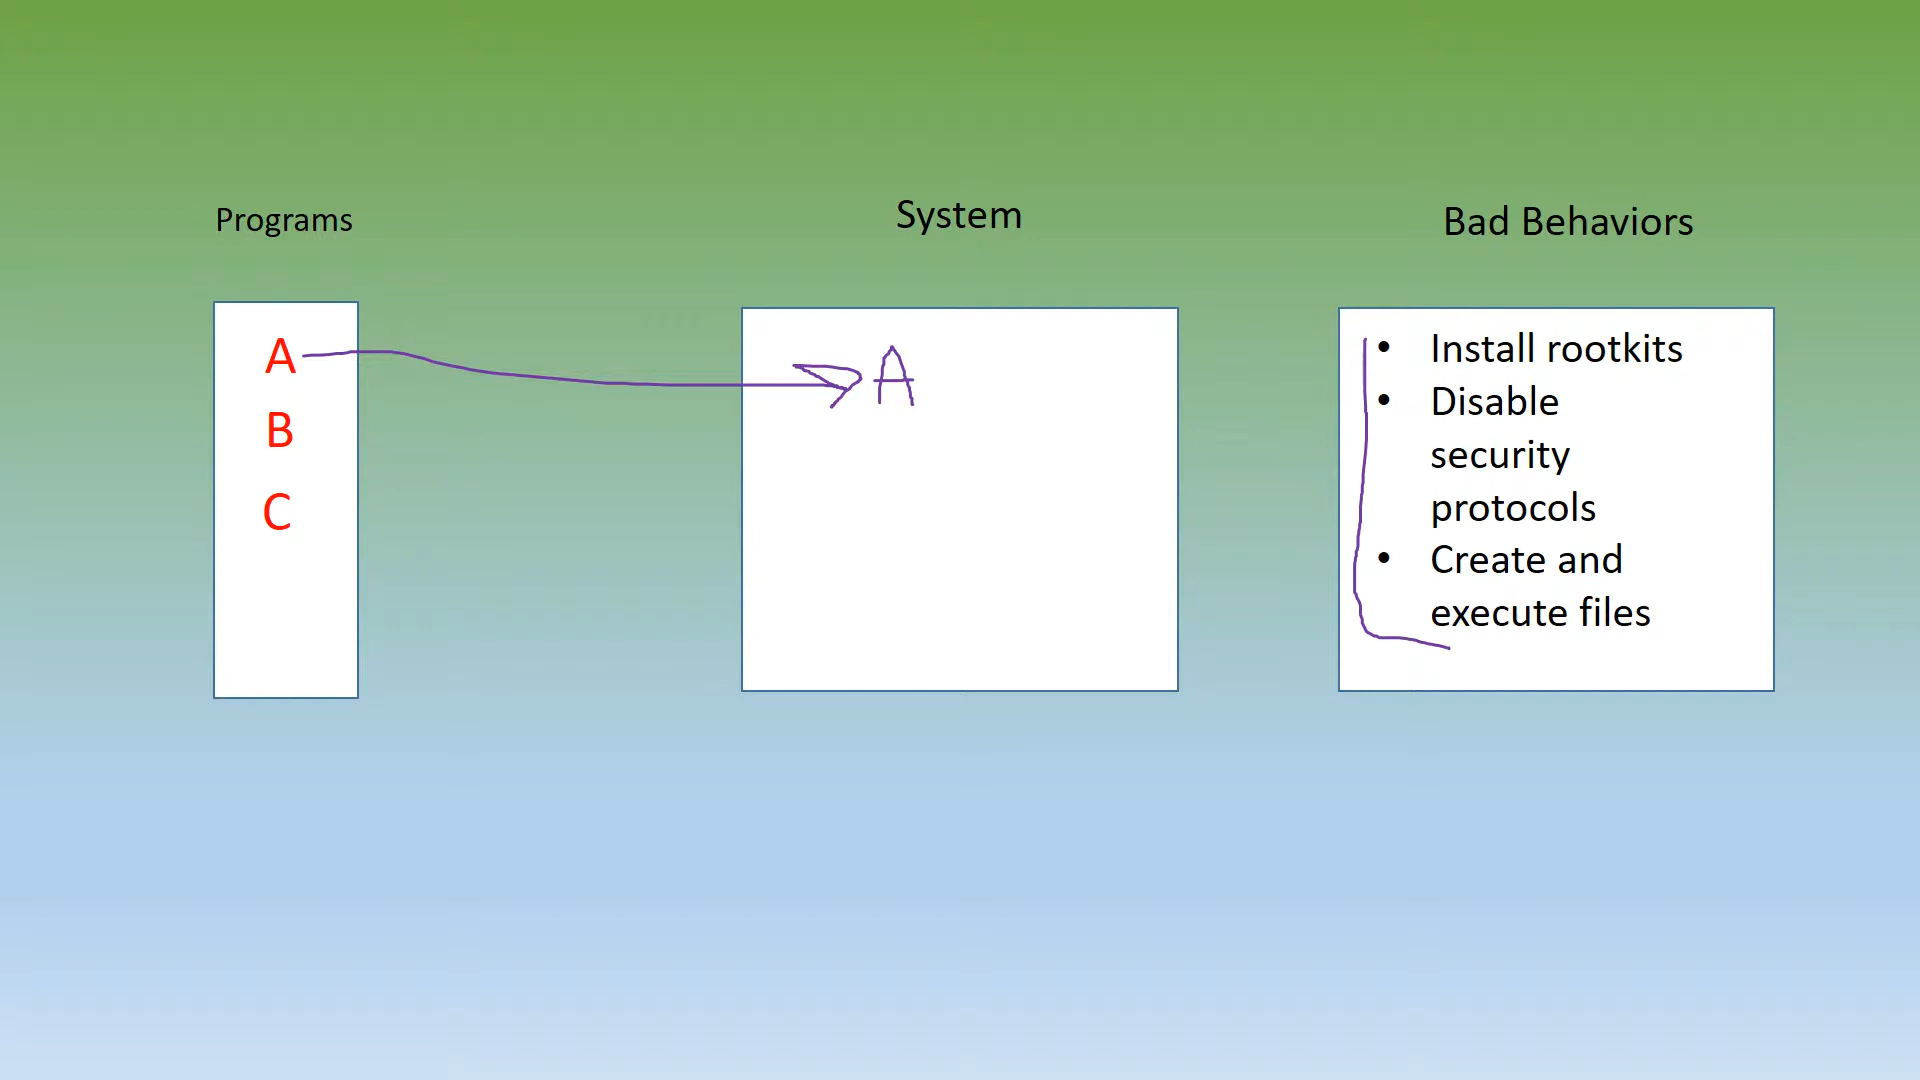 Programs
System
Bad Behaviors
A
B
C
A
• Install rootkits
• Disable
security
protocols
• Create and
execute files